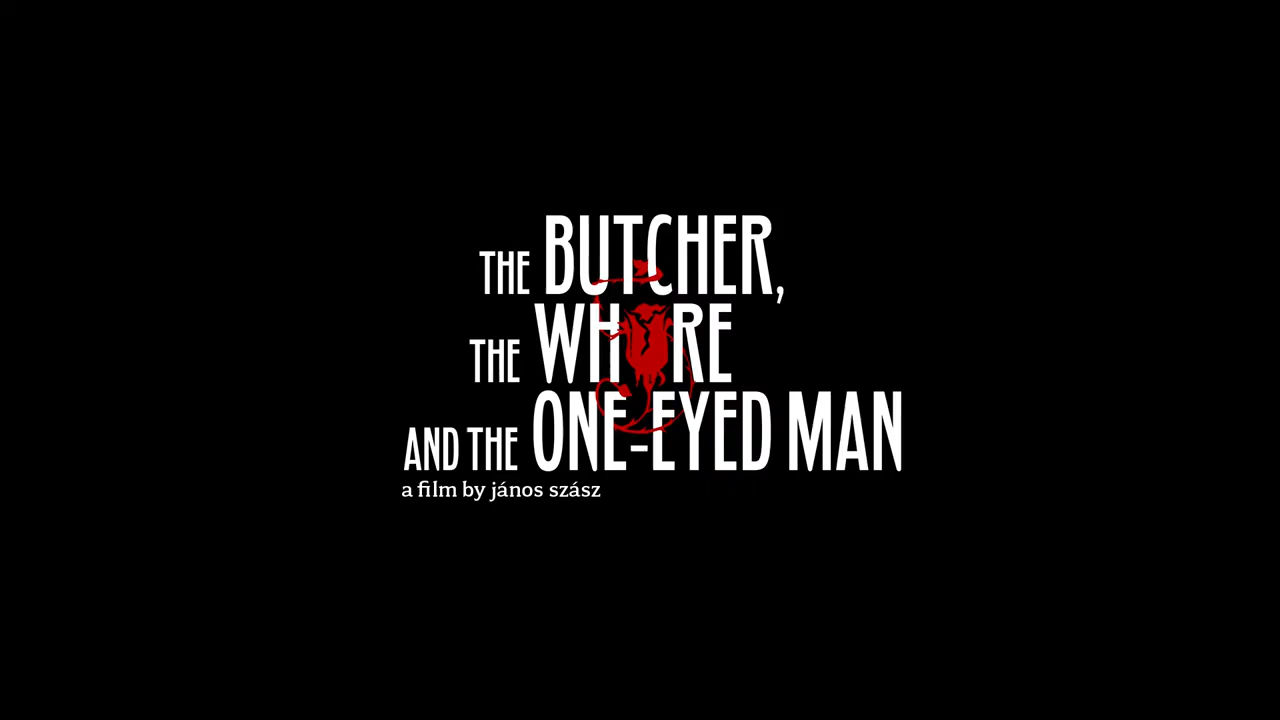 THE BUTCHER,
THE WHORE
AND THE ONE-EYED MAN
a film by jános szász